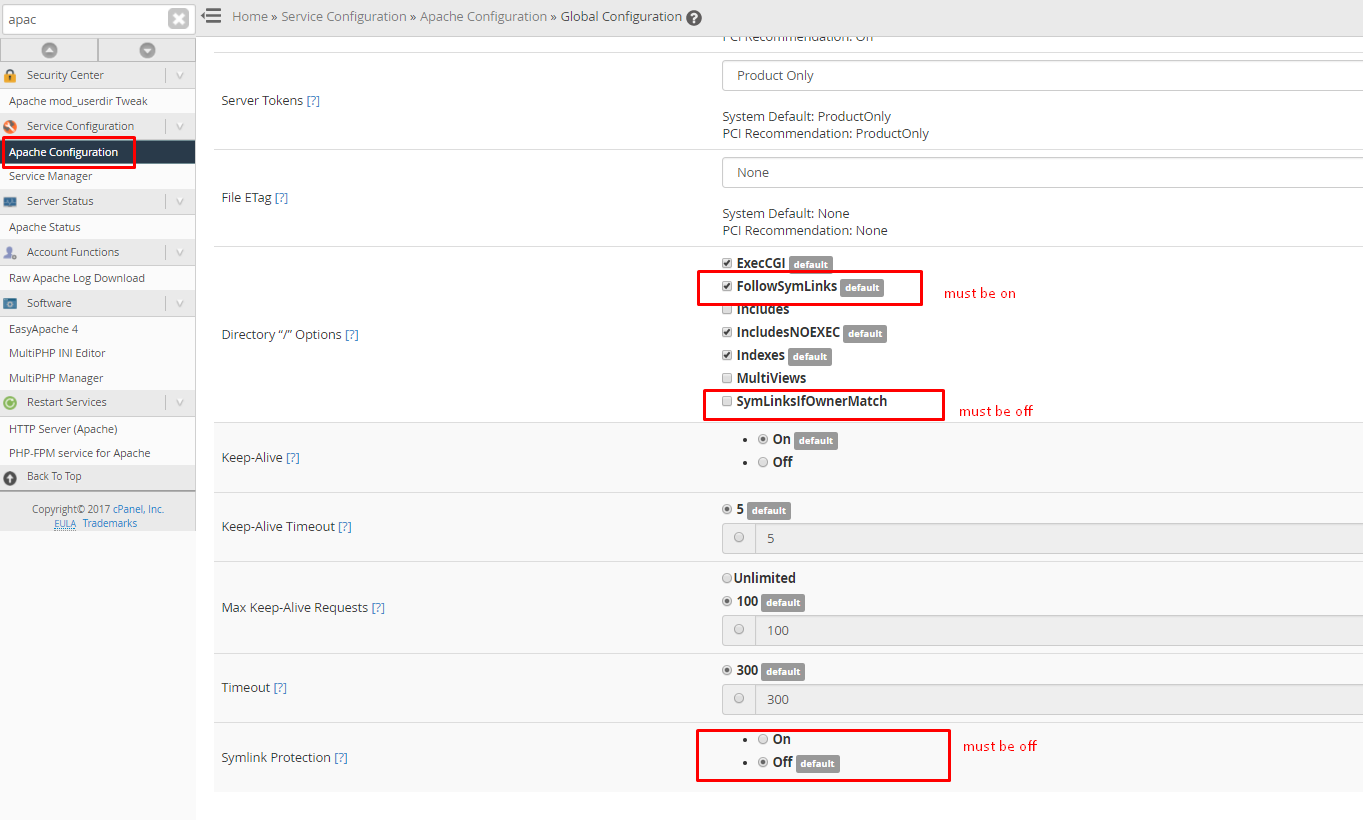 apac
Home » Service Configuration » Apache Configuration » Global Configuration ?
Security Center
Apache mod_userdir Tweak
Service Configuration
Apache Configuration
Service Manager
Server Status
Apache Status
Account Functions
Raw Apache Log Download
Software
EasyApache 4
MultiPHP INI Editor
MultiPHP Manager
Restart Services
HTTP Server (Apache)
PHP-FPM service for Apache
Back To Top
Copyright© 2017 cPanel, Inc.
EULA Trademarks
PCI Recommendation: Off
Server Tokens [?]
Product Only
System Default: ProductOnly
PCI Recommendation: ProductOnly
File ETag [?]
None
System Default: None
PCI Recommendation: None
Directory “/” Options [?]
ExecCGI default
FollowSymLinks default
must be on
Includes
IncludesNOEXEC default
Indexes default
MultiViews
SymLinksIfOwnerMatch
must be off
Keep-Alive [?]
On default
Off
Keep-Alive Timeout [?]
5 default
5
Max Keep-Alive Requests [?]
Unlimited
100 default
100
Timeout [?]
300 default
300
Symlink Protection [?]
On
Off default
must be off